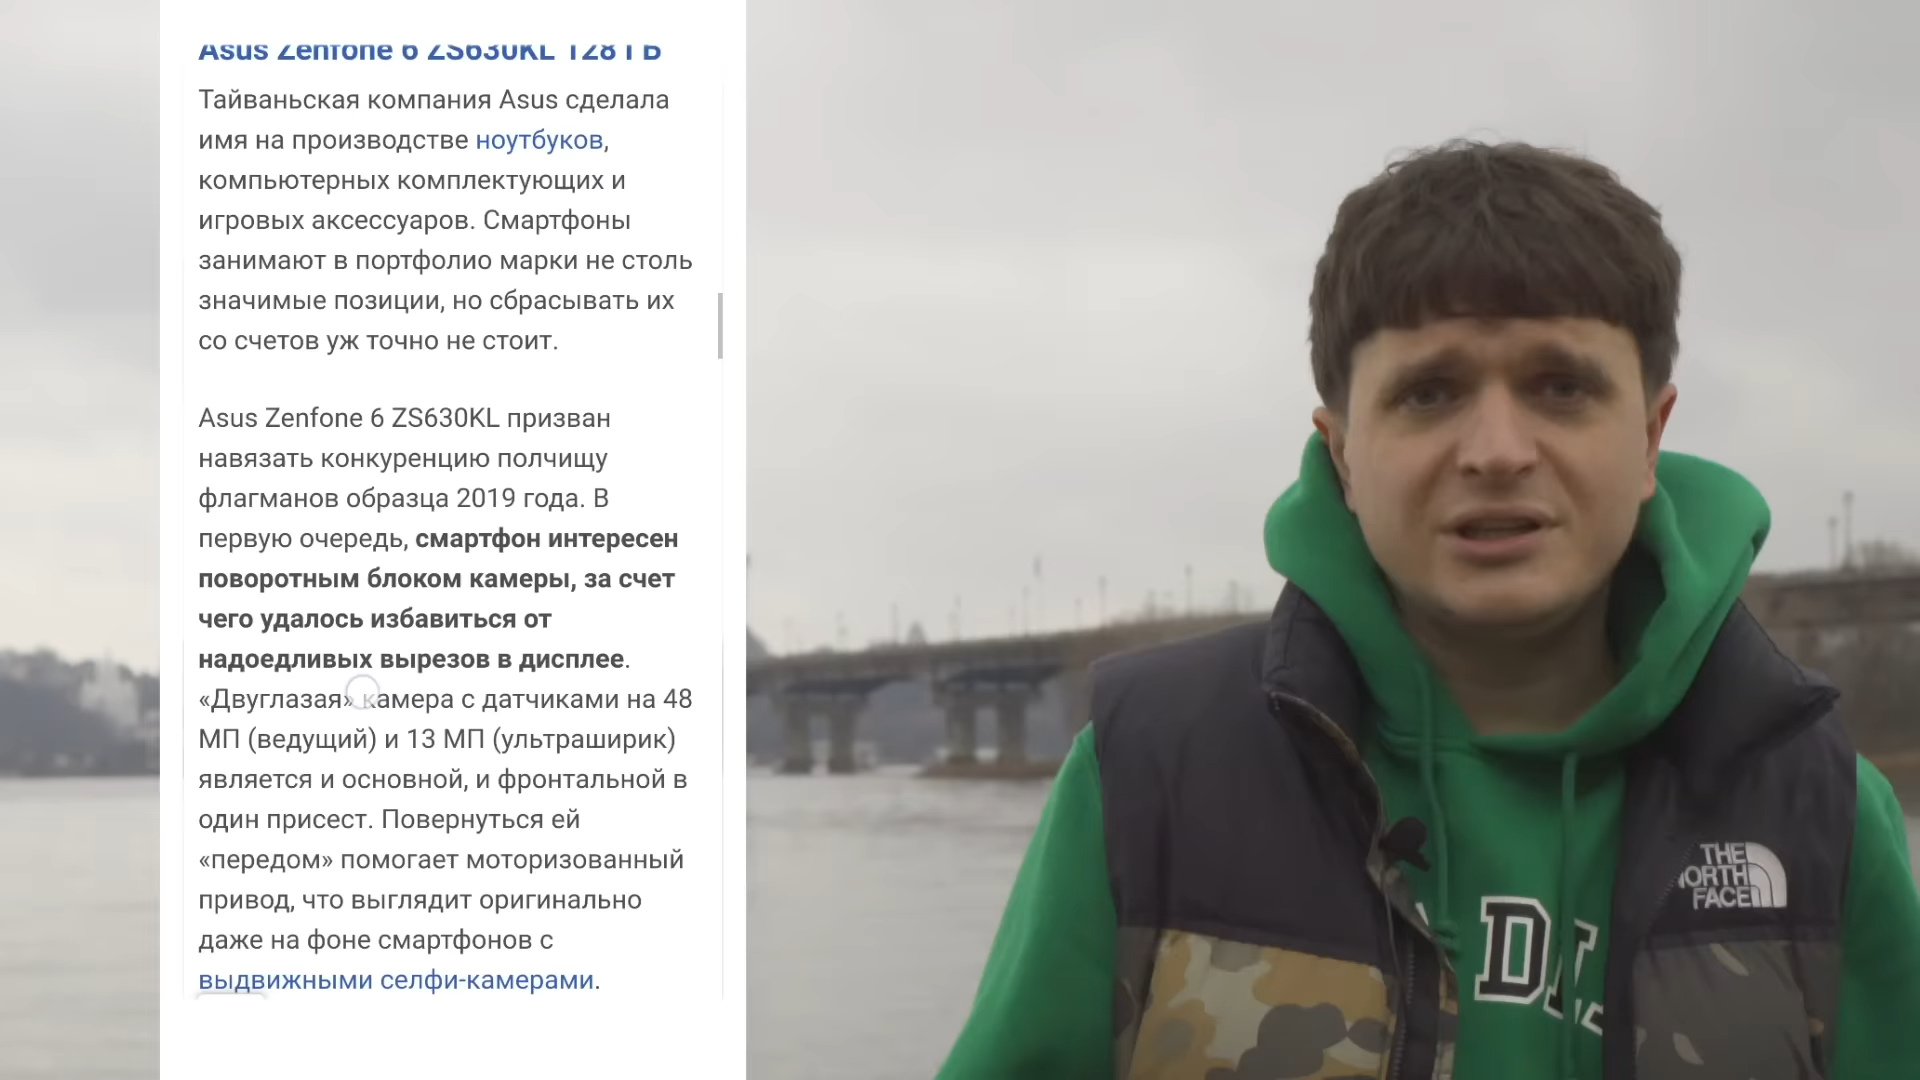 Asus Zenfone 6 ZS630KL 128 ГБ
Тайваньская компания Asus сделала
имя на производстве ноутбуков,
компьютерных комплектующих и
игровых аксессуаров. Смартфоны
занимают в портфолио марки не столь
значимые позиции, но сбрасывать их
со счетов уж точно не стоит.
Asus Zenfone 6 ZS630KL призван
навязать конкуренцию полчищу
флагманов образца 2019 года. В
первую очередь, смартфон интересен
поворотным блоком камеры, за счет
чего удалось избавиться от
надоедливых вырезов в дисплее.
«Двуглазая» камера с датчиками на 48
МП (ведущий) и 13 МП (ультраширик)
является и основной, и фронтальной в
один присест. Повернуться ей
«передом» помогает моторизованный
привод, что выглядит оригинально
даже на фоне смартфонов с
выдвижными селфи-камерами.
THE
NORTH
FACE